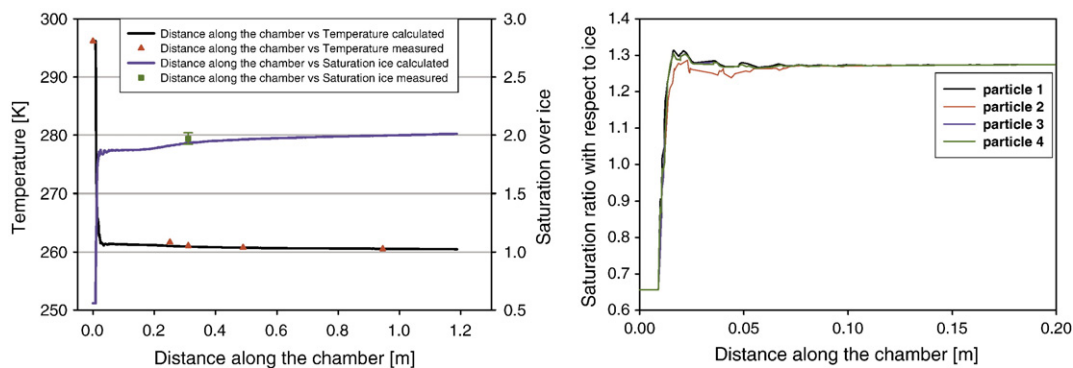 300
290
280
270
260
250
Temperature [K]
0.0 0.2 0.4 0.6 0.8 1.0 1.2
Distance along the chamber [m]
3.0
2.5
2.0
1.5
1.0
0.5
Saturation over ice
Distance along the chamber vs Temperature calculated
Distance along the chamber vs Temperature measured
Distance along the chamber vs Saturation ice calculated
Distance along the chamber vs Saturation ice measured
1.4
1.3
1.2
1.1
1.0
0.9
0.8
0.7
0.6
Saturation ratio with respect to ice
particle 1
particle 2
particle 3
particle 4
0.00 0.05 0.10 0.15 0.20
Distance along the chamber [m]